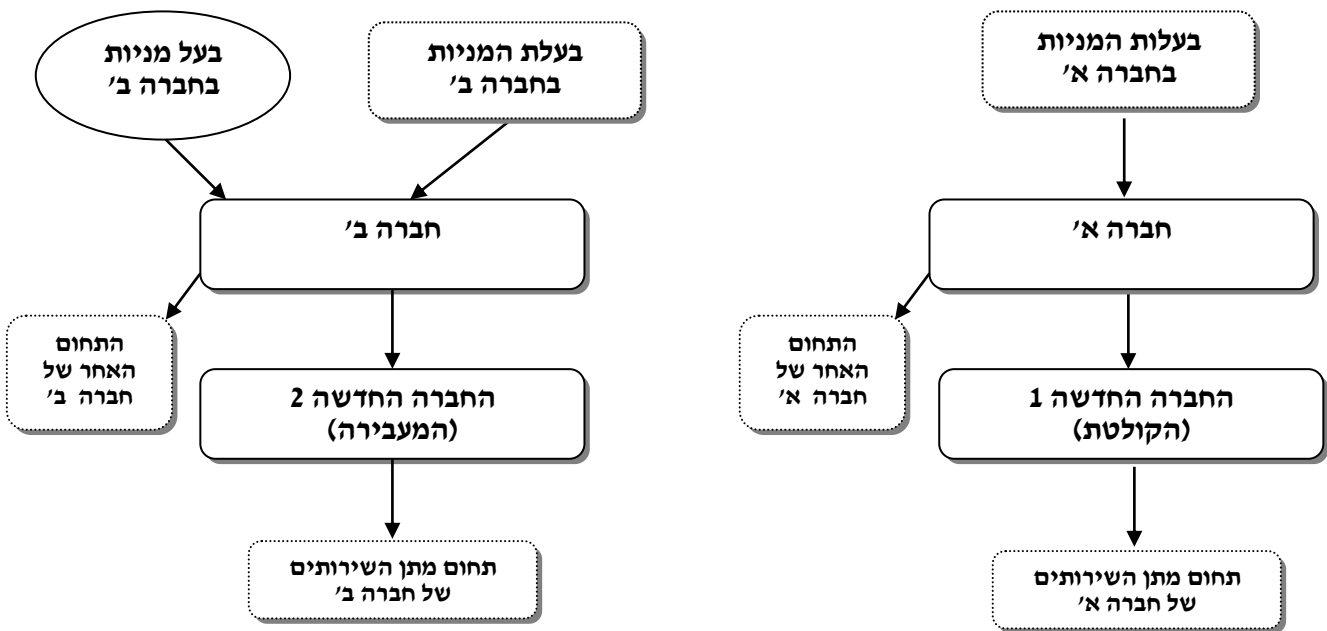 בעלות המניות
בחברה א'
חברה א'
התחום
האחר של
חברה א'
החברה החדשה 1
(הקולטת)
תחום מתן השירותים
של חברה א'
בעלת המניות
בחברה ב'
בעל מניות
בחברה ב'
חברה ב'
התחום
האחר של
חברה ב'
החברה החדשה 2
(המעבירה)
תחום מתן השירותים
של חברה ב'